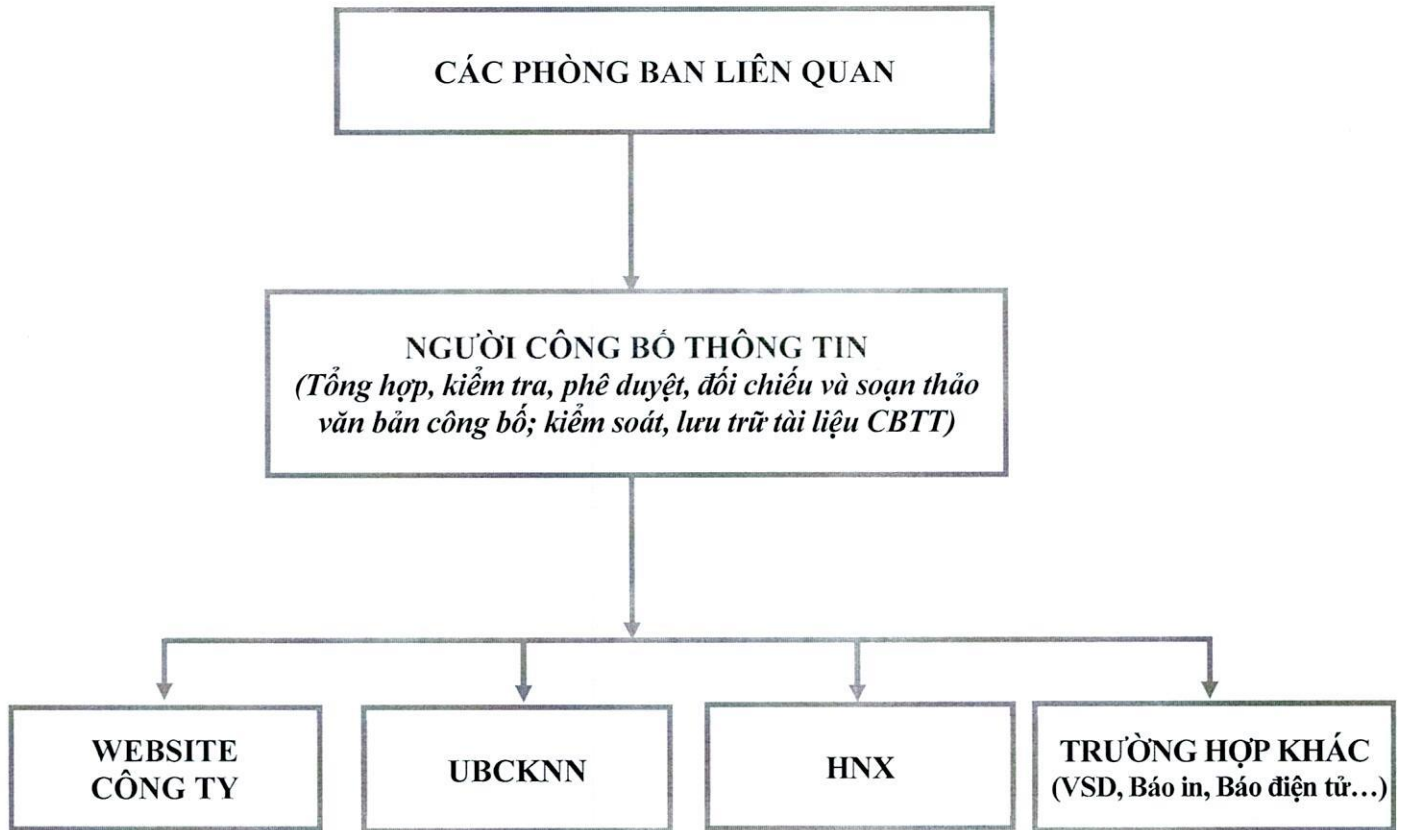 CÁC PHÒNG BAN LIÊN QUAN
NGƯỜI CÔNG BỐ THÔNG TIN
(Tổng hợp, kiểm tra, phê duyệt, đối chiếu và soạn thảo
văn bản công bố; kiểm soát, lưu trữ tài liệu CBTT)
WEBSITE
CÔNG TY
UBCKNN
HNX
TRƯỜNG HỢP KHÁC
(VSD, Báo in, Báo điện tử...)